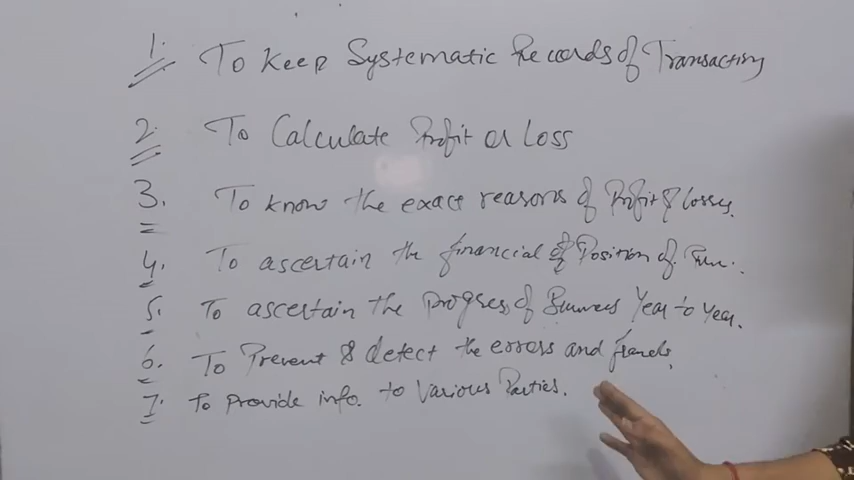 1. To Keep Systematic Records of Transaction
2. To Calculate Profit or Loss
3. To know the exact reasons of Profit & losses.
4. To ascertain the financial Position of Firm.
5. To ascertain the Progress of Business Year to Year.
6. To Prevent & detect the errors and frauds.
7. To Provide info. to Various Parties.